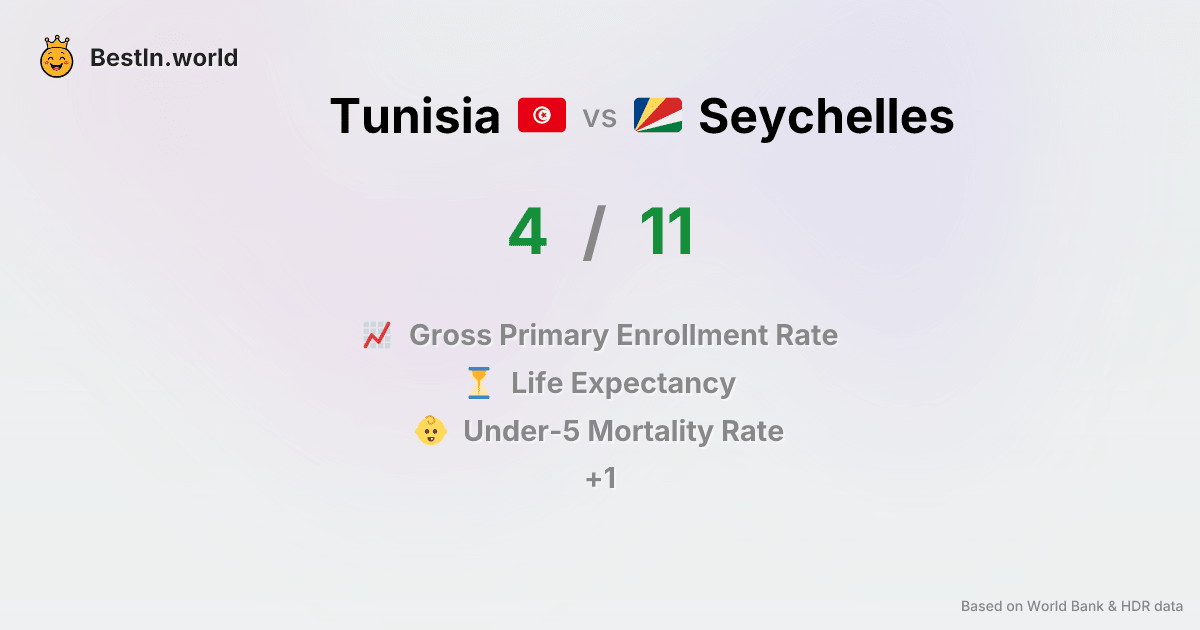 BestIn.world
Tunisia vs Seychelles
4 / 11
Gross Primary Enrollment Rate
Life Expectancy
Under-5 Mortality Rate
+1
Based on World Bank & HDR data